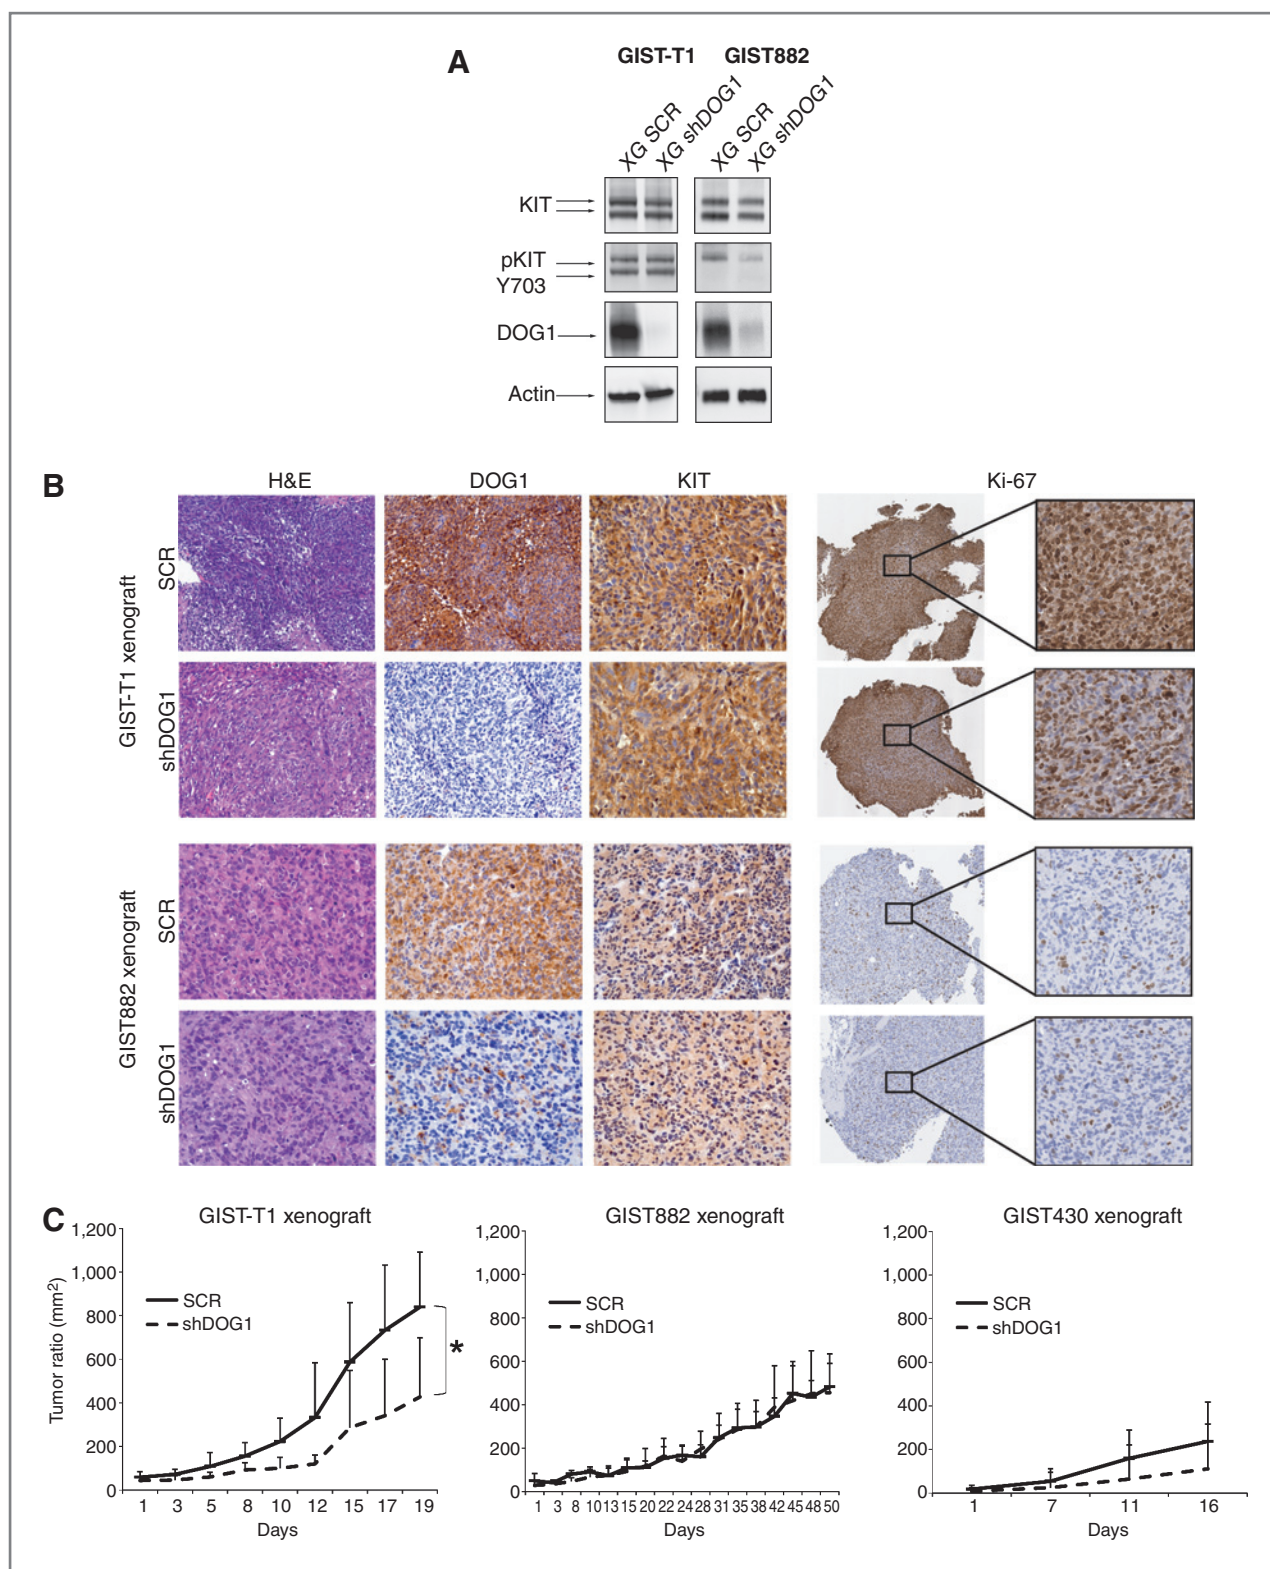 A
GIST-T1 GIST882
XG SCR XG shDOG1 XG SCR XG shDOG1
KIT
pKIT
Y703
DOG1
Actin
B
H&E DOG1 KIT Ki-67
GIST-T1 xenograft
SCR
shDOG1
GIST882 xenograft
SCR
shDOG1
C
GIST-T1 xenograft
Tumor ratio (mm2)
1,200
1,000
800
600
400
200
0
SCR
shDOG1
*
1 3 5 8 10 12 15 17 19
Days
GIST882 xenograft
1,200
1,000
800
600
400
200
0
SCR
shDOG1
1 3 8 10 13 15 20 22 24 28 31 35 38 42 45 48 50
Days
GIST430 xenograft
1,200
1,000
800
600
400
200
0
SCR
shDOG1
1 7 11 16
Days